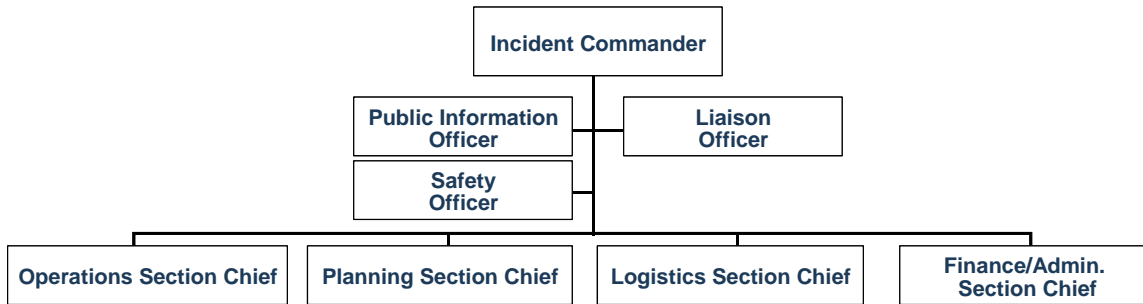 Incident Commander
Public Information
Officer
Liaison
Officer
Safety
Officer
Operations Section Chief
Planning Section Chief
Logistics Section Chief
Finance/Admin.
Section Chief